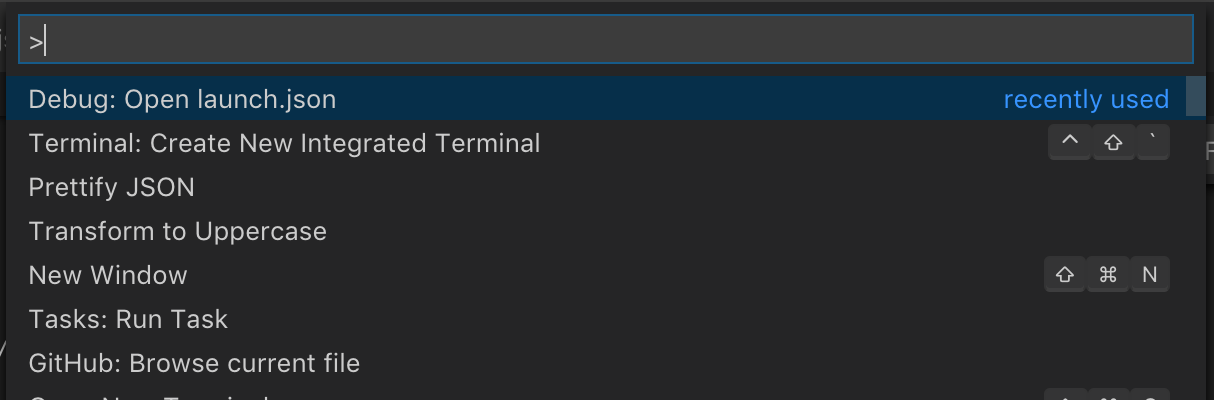 >
Debug: Open launch.json recently used
Terminal: Create New Integrated Terminal ^ ⇧ `
Prettify JSON
Transform to Uppercase
New Window ⇧ ⌘ N
Tasks: Run Task
GitHub: Browse current file